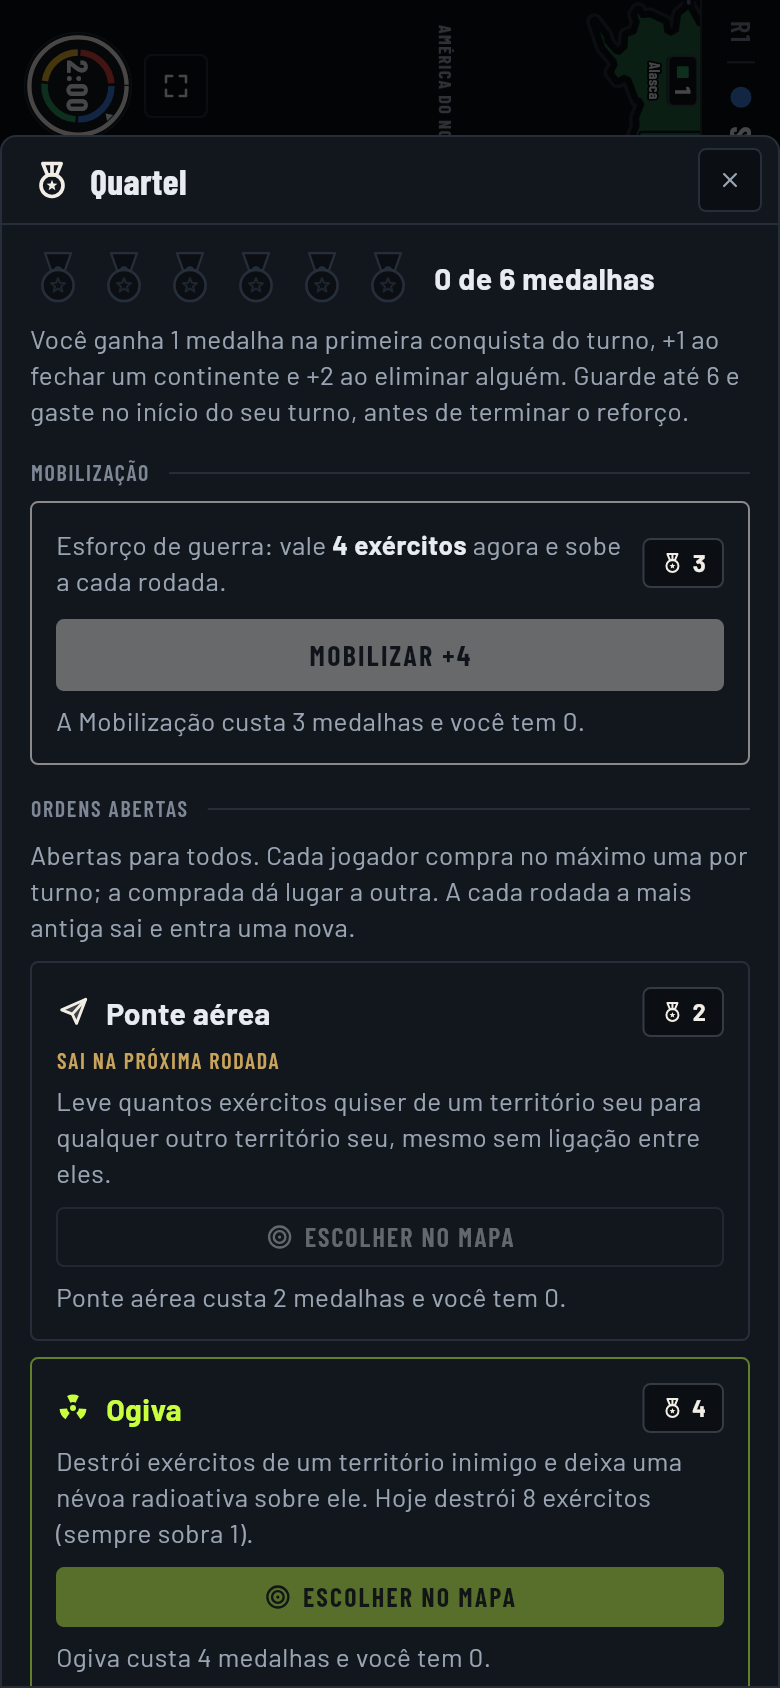 2:00
AMÉRICA DO NO
Alasca
1
R1
Quartel
0 de 6 medalhas
Você ganha 1 medalha na primeira conquista do turno, +1 ao
fechar um continente e +2 ao eliminar alguém. Guarde até 6 e
gaste no início do seu turno, antes de terminar o reforço.
MOBILIZAÇÃO
Esforço de guerra: vale 4 exércitos agora e sobe
a cada rodada.
3
MOBILIZAR +4
A Mobilização custa 3 medalhas e você tem 0.
ORDENS ABERTAS
Abertas para todos. Cada jogador compra no máximo uma por
turno; a comprada dá lugar a outra. A cada rodada a mais
antiga sai e entra uma nova.
Ponte aérea
2
SAI NA PRÓXIMA RODADA
Leve quantos exércitos quiser de um território seu para
qualquer outro território seu, mesmo sem ligação entre
eles.
ESCOLHER NO MAPA
Ponte aérea custa 2 medalhas e você tem 0.
Ogiva
4
Destrói exércitos de um território inimigo e deixa uma
névoa radioativa sobre ele. Hoje destrói 8 exércitos
(sempre sobra 1).
ESCOLHER NO MAPA
Ogiva custa 4 medalhas e você tem 0.